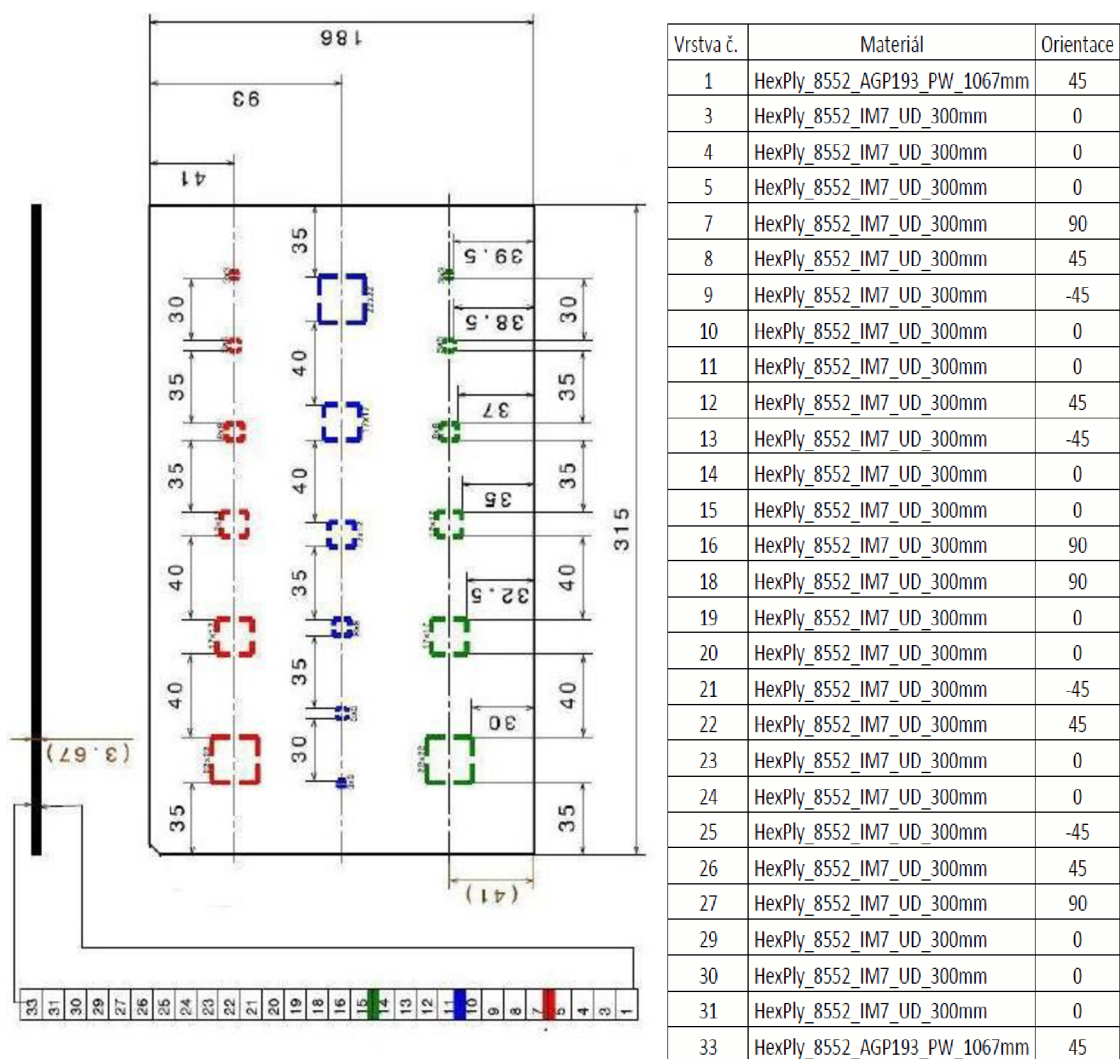 186
93
41
35
39.5
30
30
38.5
40
35
35
37
40
35
35
35
315
40
35
40
32.5
35
40
40
30
30
(3.67)
35
35
(41)
33 31 30 29 27 26 25 24 23 22 21 20 19 18 16 15 14 13 12 11 10 9 8 7 5 4 3 1
Vrstva č. Materiál Orientace
1 HexPly_8552_AGP193_PW_1067mm 45
3 HexPly_8552_IM7_UD_300mm 0
4 HexPly_8552_IM7_UD_300mm 0
5 HexPly_8552_IM7_UD_300mm 0
7 HexPly_8552_IM7_UD_300mm 90
8 HexPly_8552_IM7_UD_300mm 45
9 HexPly_8552_IM7_UD_300mm -45
10 HexPly_8552_IM7_UD_300mm 0
11 HexPly_8552_IM7_UD_300mm 0
12 HexPly_8552_IM7_UD_300mm 45
13 HexPly_8552_IM7_UD_300mm -45
14 HexPly_8552_IM7_UD_300mm 0
15 HexPly_8552_IM7_UD_300mm 0
16 HexPly_8552_IM7_UD_300mm 90
18 HexPly_8552_IM7_UD_300mm 90
19 HexPly_8552_IM7_UD_300mm 0
20 HexPly_8552_IM7_UD_300mm 0
21 HexPly_8552_IM7_UD_300mm -45
22 HexPly_8552_IM7_UD_300mm 45
23 HexPly_8552_IM7_UD_300mm 0
24 HexPly_8552_IM7_UD_300mm 0
25 HexPly_8552_IM7_UD_300mm -45
26 HexPly_8552_IM7_UD_300mm 45
27 HexPly_8552_IM7_UD_300mm 90
29 HexPly_8552_IM7_UD_300mm 0
30 HexPly_8552_IM7_UD_300mm 0
31 HexPly_8552_IM7_UD_300mm 0
33 HexPly_8552_AGP193_PW_1067mm 45